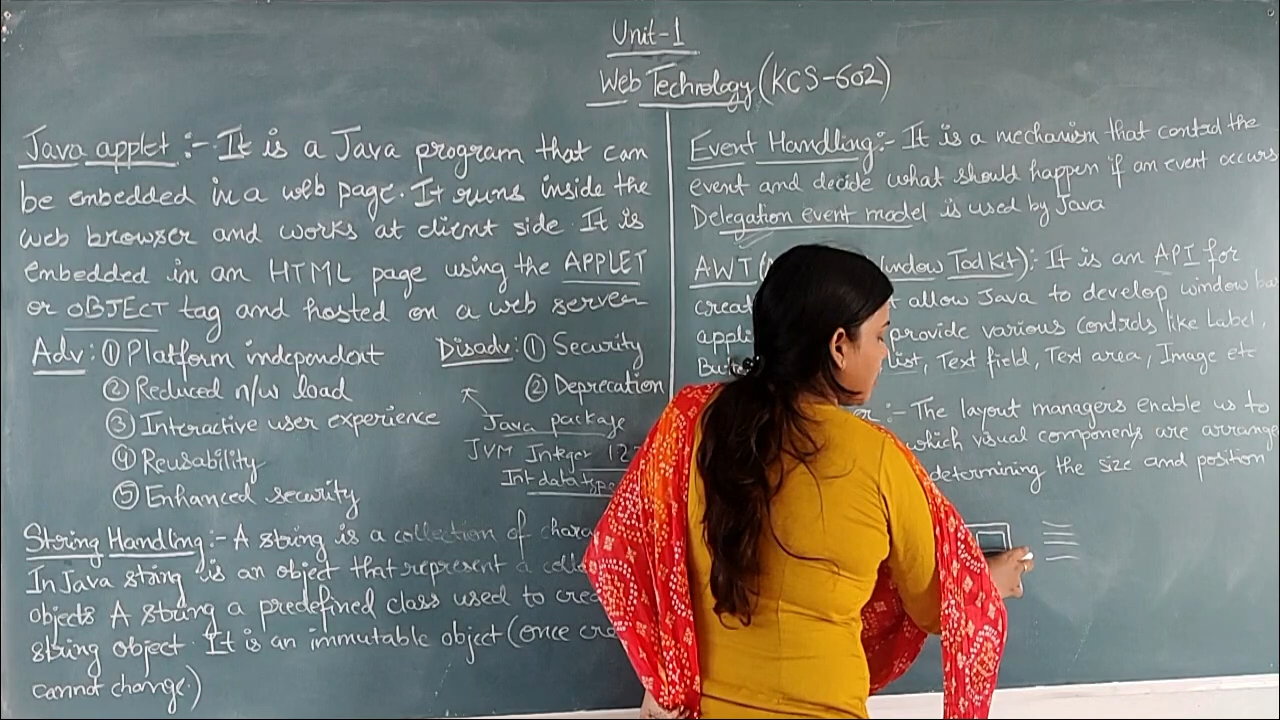 Unit-1
Web Technology (KCS-602)
Java applet :- It is a Java program that can
be embedded in a web page. It runs inside the
web browser and works at client side. It is
embedded in an HTML page using the APPLET
or OBJECT tag and hosted on a web server
Adv: ① Platform independent
② Reduced n/w load
③ Interactive user experience
④ Reusability
⑤ Enhanced security
Disadv: ① Security
② Deprecation
Java package
JVM Integer
Int data type
String Handling:- A string is a collection of
In Java string is an object that represent a
objects A string a predefined class used to
string object. It is an immutable object (once
cannot change.)
Event Handling:- It is a mechanism that control the
event and decide what should happen if an event occurs
Delegation event model is used by Java
AWT Window ToolKit): It is an API for
allow Java to develop window
provide various controls like Label,
List, Text field, Text area, Image etc
:- The layout managers enable us to
which visual components are
determining the size and position